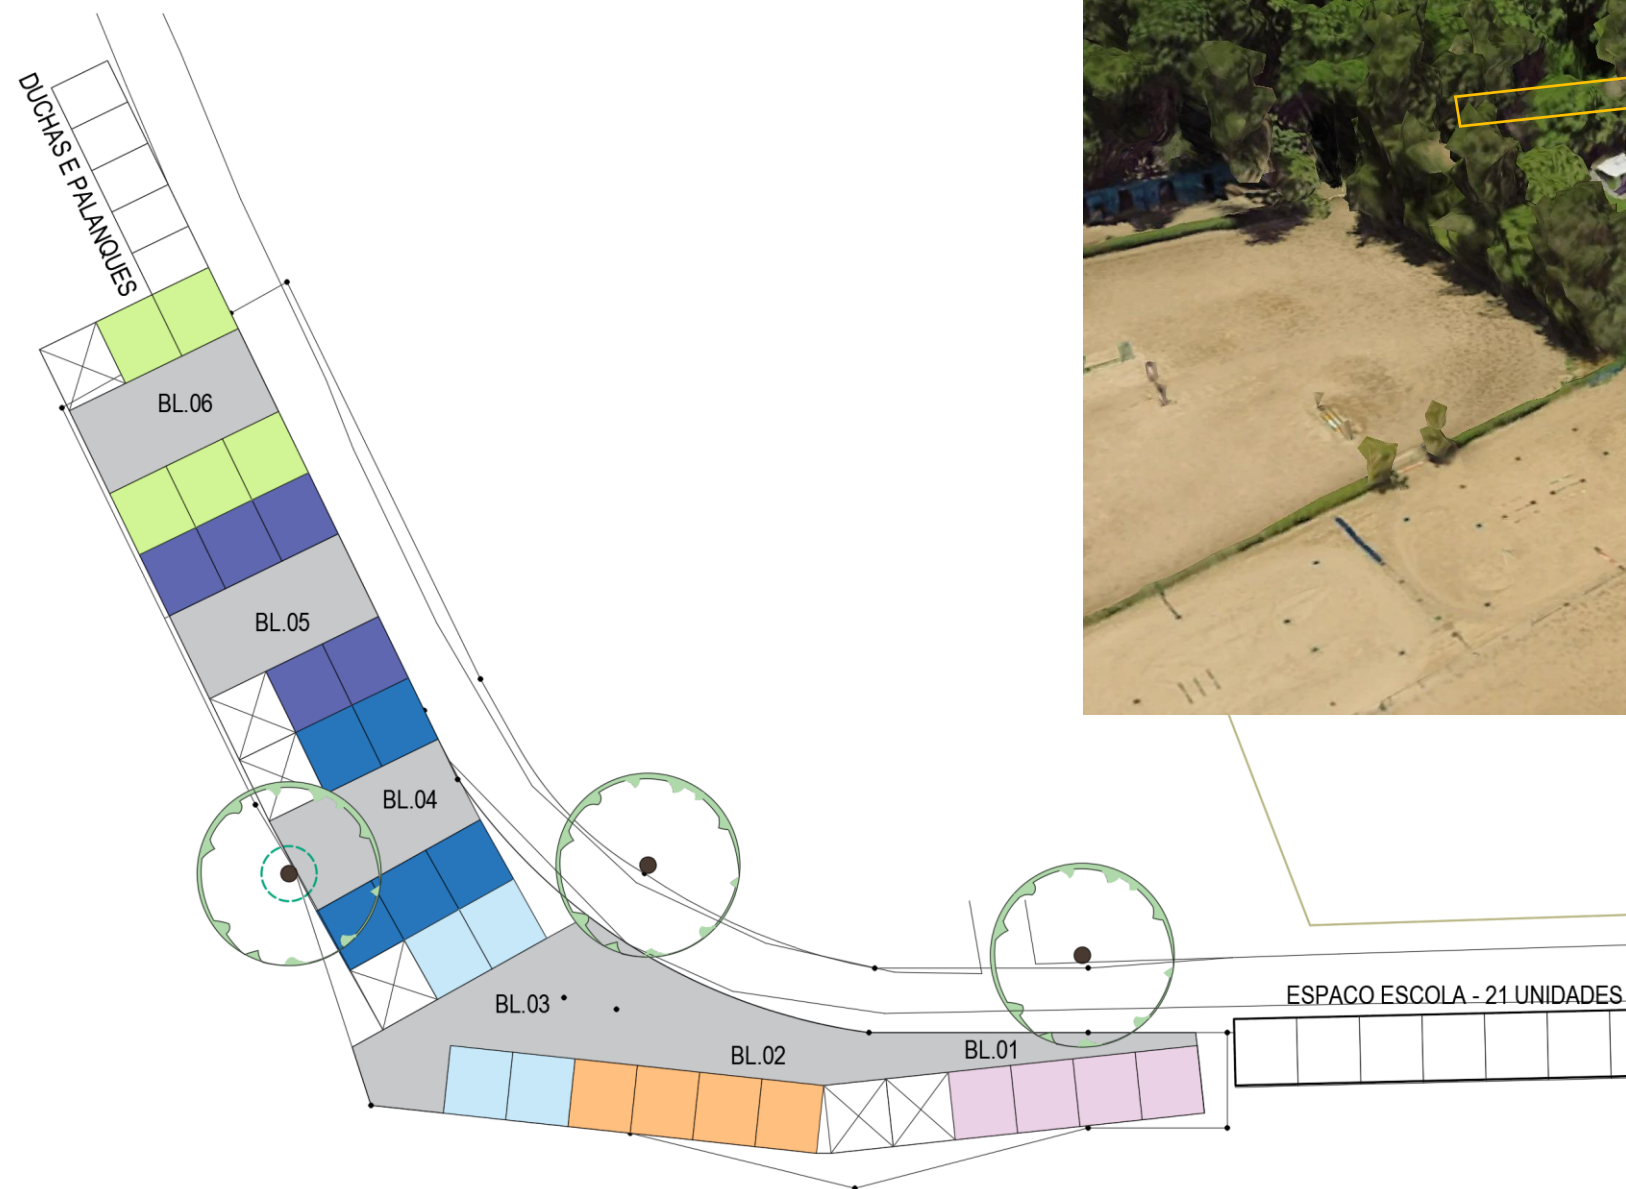 DUCHAS E PALANQUES
BL.06
BL.05
BL.04
BL.03
BL.02
BL.01
ESPACO ESCOLA - 21 UNIDADES